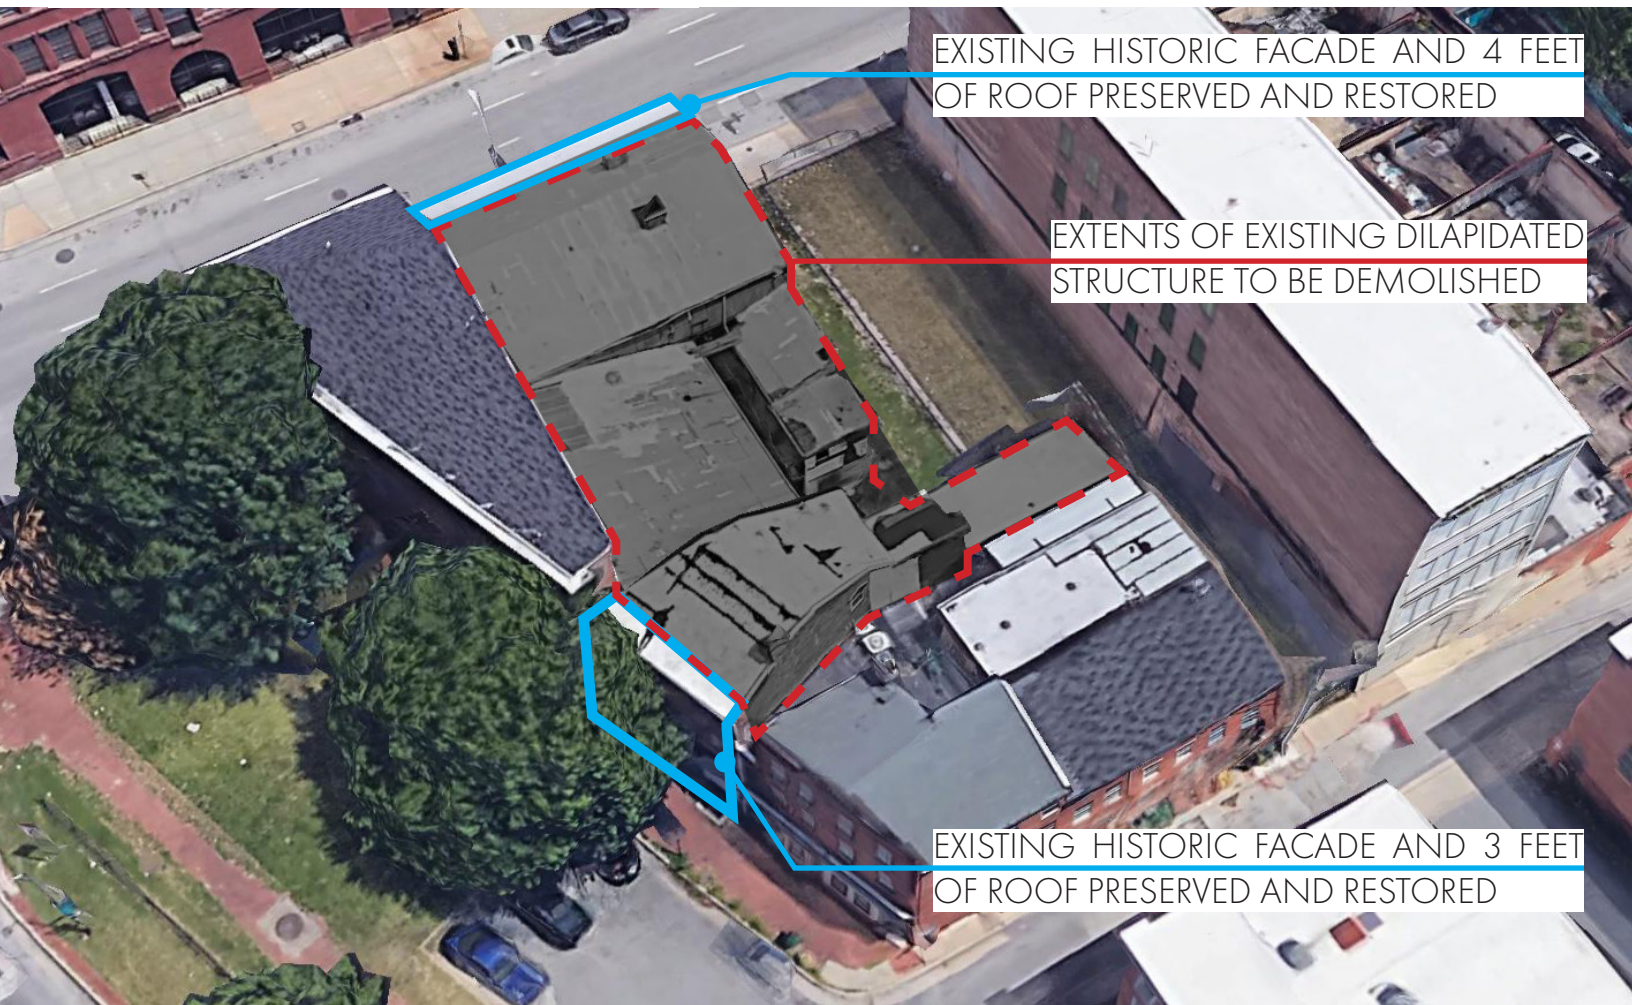 EXISTING HISTORIC FACADE AND 4 FEET
OF ROOF PRESERVED AND RESTORED
EXTENTS OF EXISTING DILAPIDATED
STRUCTURE TO BE DEMOLISHED
EXISTING HISTORIC FACADE AND 3 FEET
OF ROOF PRESERVED AND RESTORED